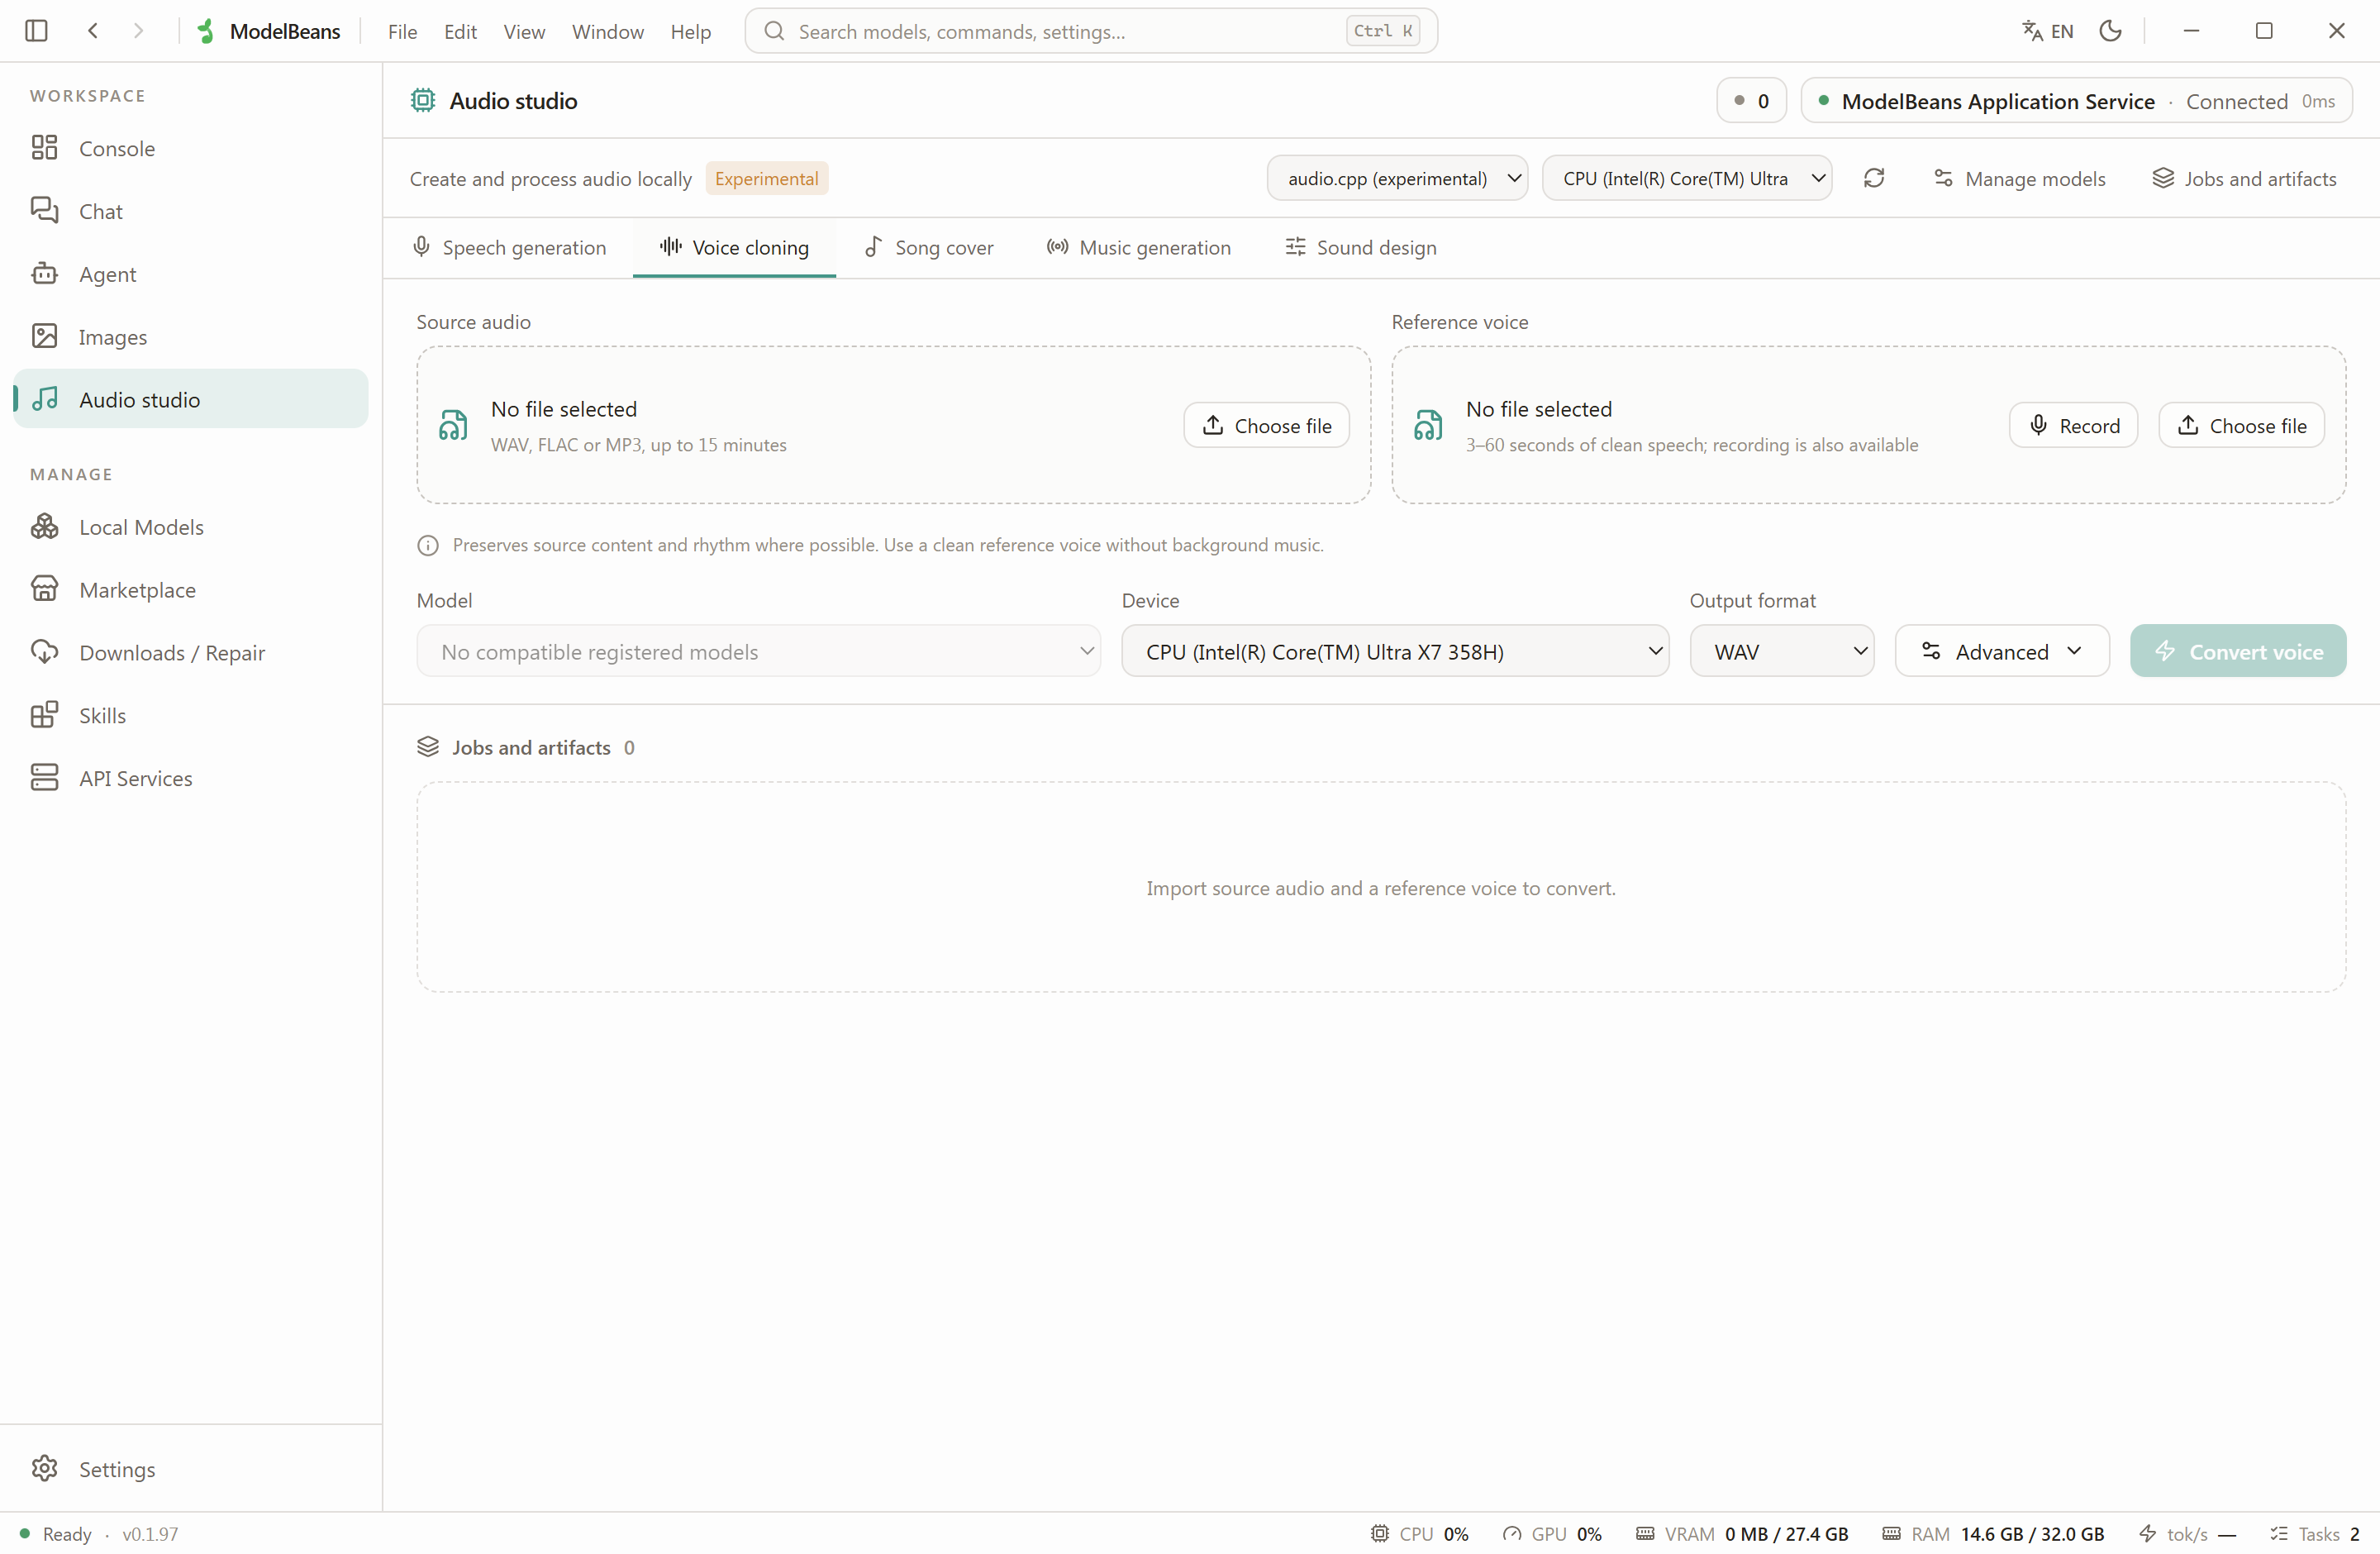 ModelBeans File Edit View Window Help Search models, commands, settings... Ctrl K EN
WORKSPACE
Console
Chat
Agent
Images
Audio studio
MANAGE
Local Models
Marketplace
Downloads / Repair
Skills
API Services
Settings
Audio studio 0 ModelBeans Application Service · Connected 0ms
Create and process audio locally Experimental audio.cpp (experimental) CPU (Intel(R) Core(TM) Ultra Manage models Jobs and artifacts
Speech generation Voice cloning Song cover Music generation Sound design
Source audio
No file selected
WAV, FLAC or MP3, up to 15 minutes
Choose file
Reference voice
No file selected
3–60 seconds of clean speech; recording is also available
Record Choose file
Preserves source content and rhythm where possible. Use a clean reference voice without background music.
Model Device Output format
No compatible registered models CPU (Intel(R) Core(TM) Ultra X7 358H) WAV Advanced Convert voice
Jobs and artifacts 0
Import source audio and a reference voice to convert.
Ready · v0.1.97 CPU 0% GPU 0% VRAM 0 MB / 27.4 GB RAM 14.6 GB / 32.0 GB tok/s — Tasks 2